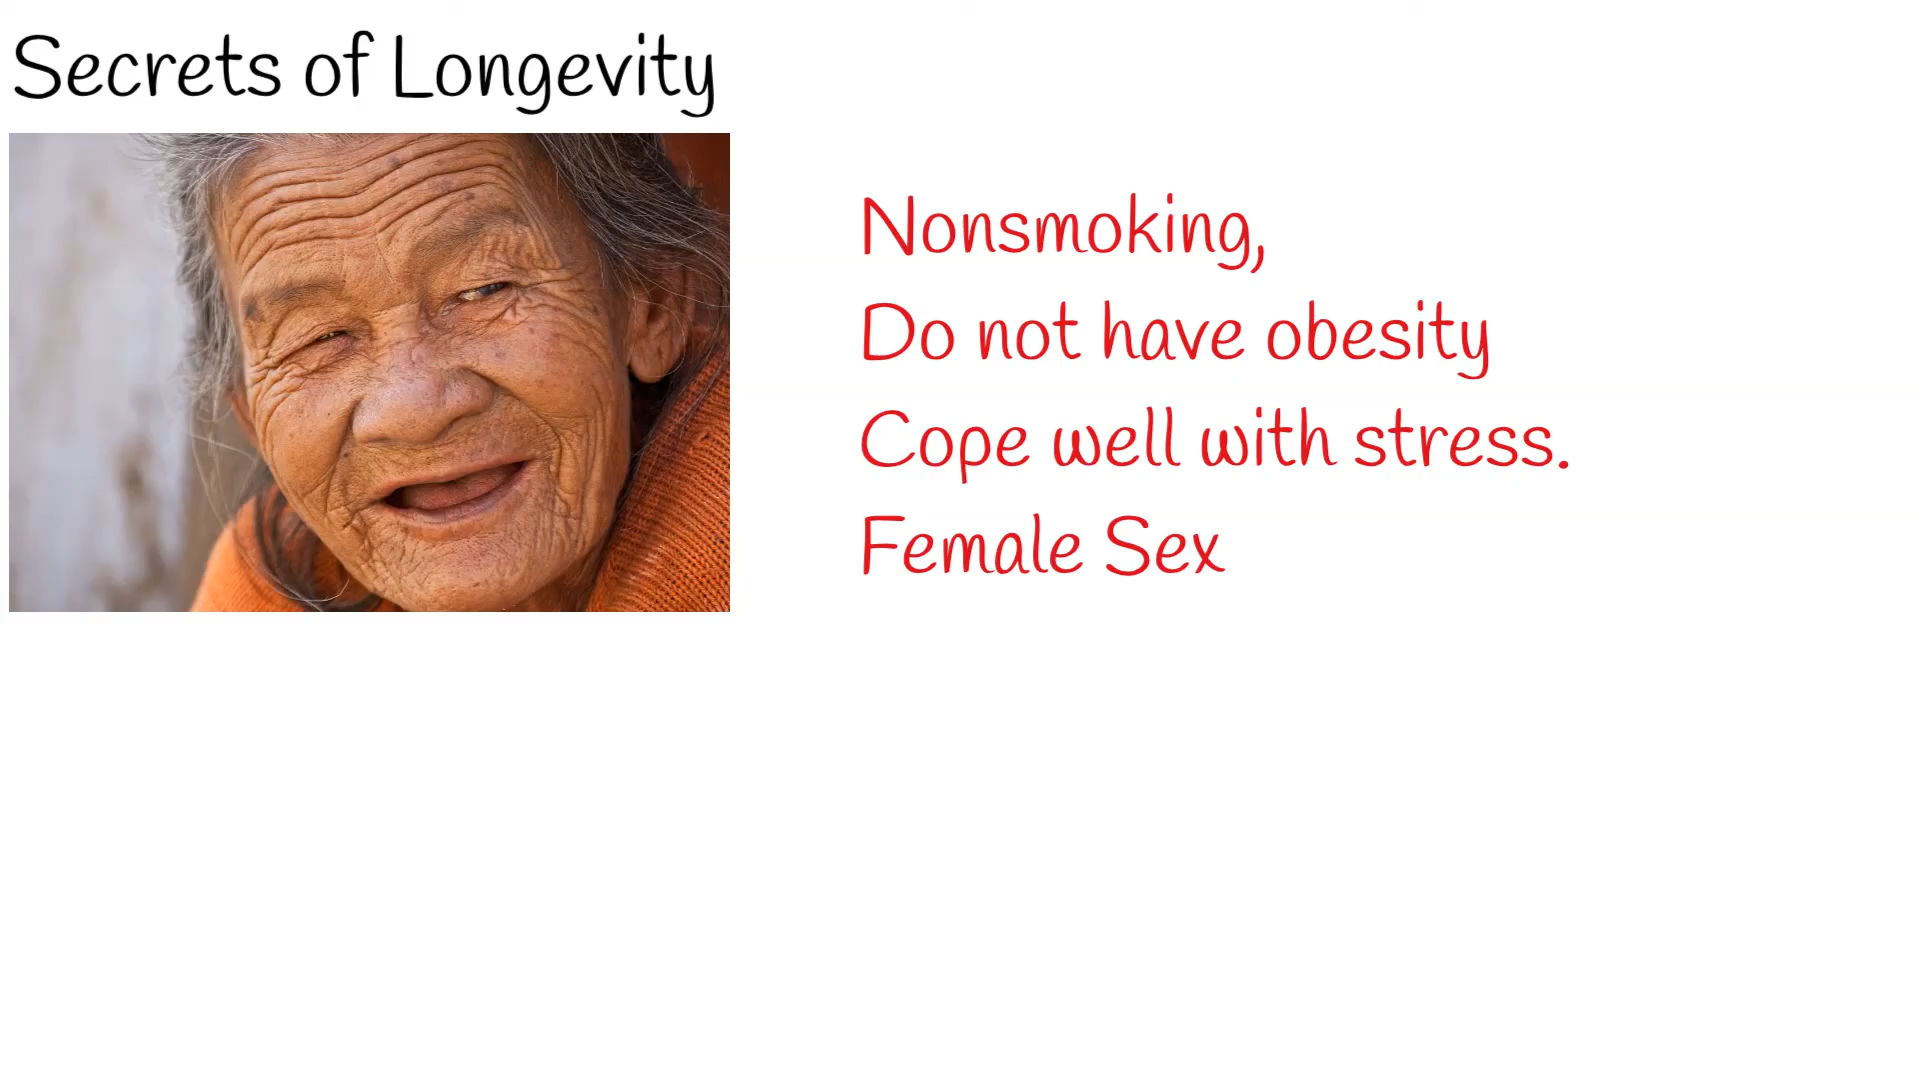 Secrets of Longevity
Nonsmoking,
Do not have obesity
Cope well with stress.
Female Sex